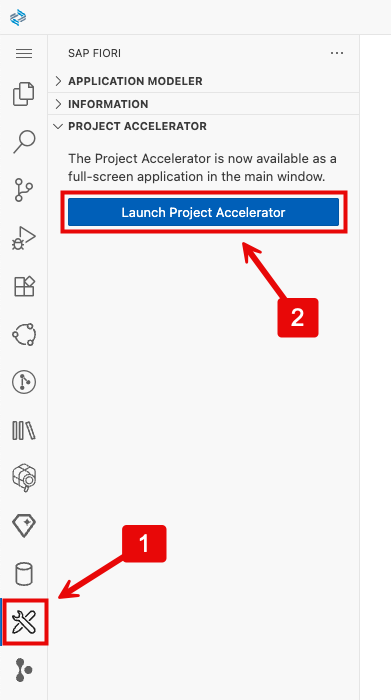 SAP FIORI
APPLICATION MODELER
INFORMATION
PROJECT ACCELERATOR
The Project Accelerator is now available as a
full-screen application in the main window.
Launch Project Accelerator
2
1